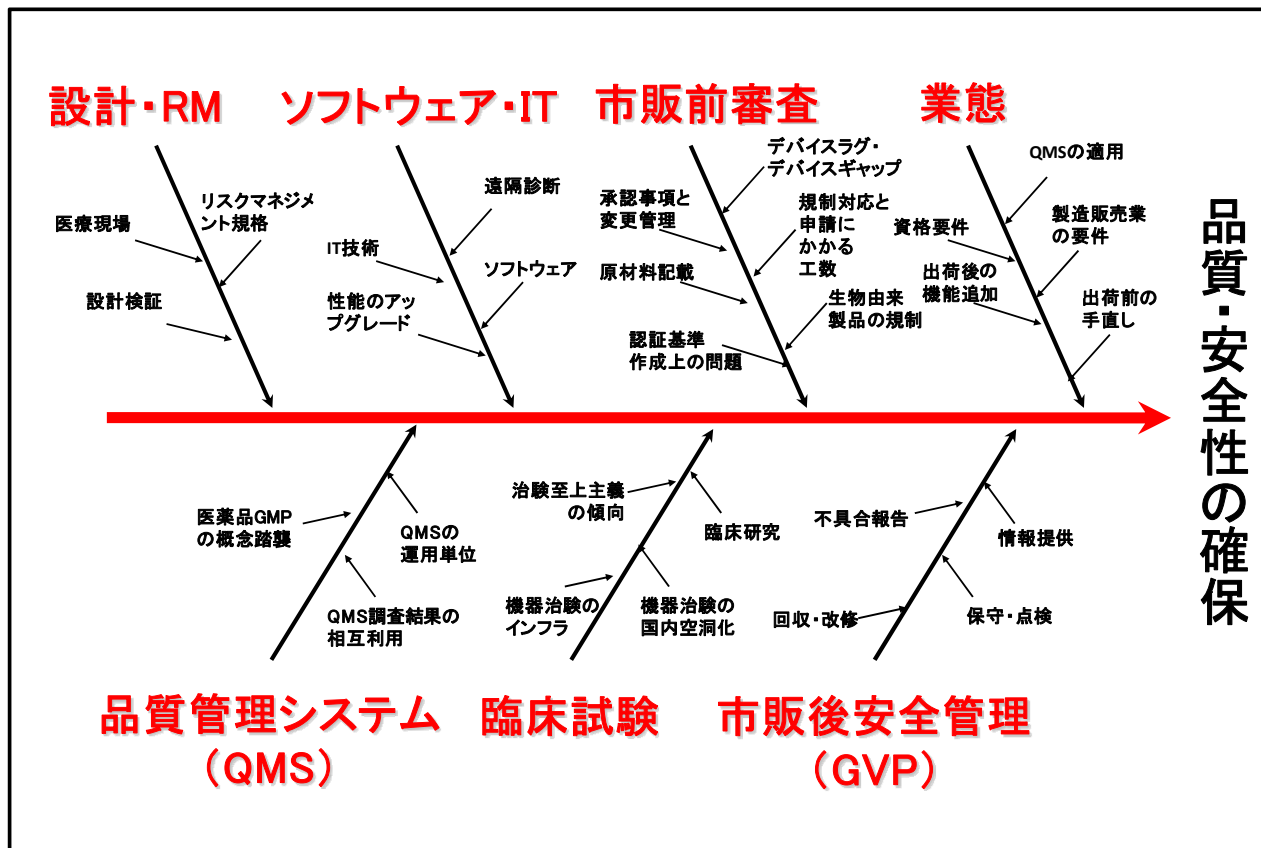 設計・RM
ソフトウェア・IT
市販前審査
業態
医療現場
リスクマネジメ
ント規格
設計検証
遠隔診断
IT技術
ソフトウェア
性能のアッ
プグレード
デバイスラグ・
デバイスギャップ
承認事項と
変更管理
規制対応と
申請に
かかる
工数
原材料記載
生物由来
製品の規制
認証基準
作成上の問題
QMSの適用
資格要件
製造販売業
の要件
出荷後の
機能追加
出荷前の
手直し
品質・安全性の確保
医薬品GMP
の概念踏襲
QMSの
運用単位
QMS調査結果の
相互利用
治験至上主義
の傾向
臨床研究
機器治験の
インフラ
機器治験の
国内空洞化
不具合報告
情報提供
回収・改修
保守・点検
品質管理システム
（QMS）
臨床試験
市販後安全管理
（GVP）